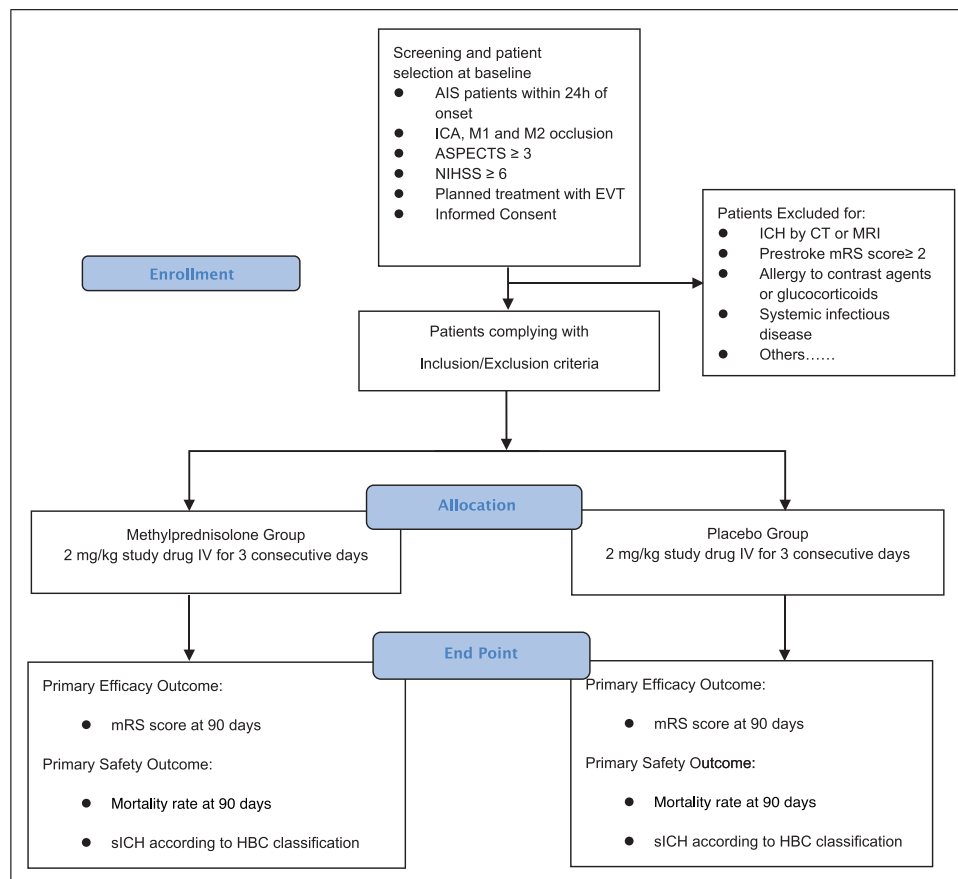 Screening and patient
selection at baseline
● AIS patients within 24h of
onset
● ICA, M1 and M2 occlusion
● ASPECTS ≥ 3
● NIHSS ≥ 6
● Planned treatment with EVT
● Informed Consent
Patients Excluded for:
● ICH by CT or MRI
● Prestroke mRS score≥ 2
● Allergy to contrast agents
or glucocorticoids
● Systemic infectious
disease
● Others……
Enrollment
Patients complying with
Inclusion/Exclusion criteria
Allocation
Methylprednisolone Group
2 mg/kg study drug IV for 3 consecutive days
Placebo Group
2 mg/kg study drug IV for 3 consecutive days
End Point
Primary Efficacy Outcome:
● mRS score at 90 days
Primary Safety Outcome:
● Mortality rate at 90 days
● sICH according to HBC classification
Primary Efficacy Outcome:
● mRS score at 90 days
Primary Safety Outcome:
● Mortality rate at 90 days
● sICH according to HBC classification